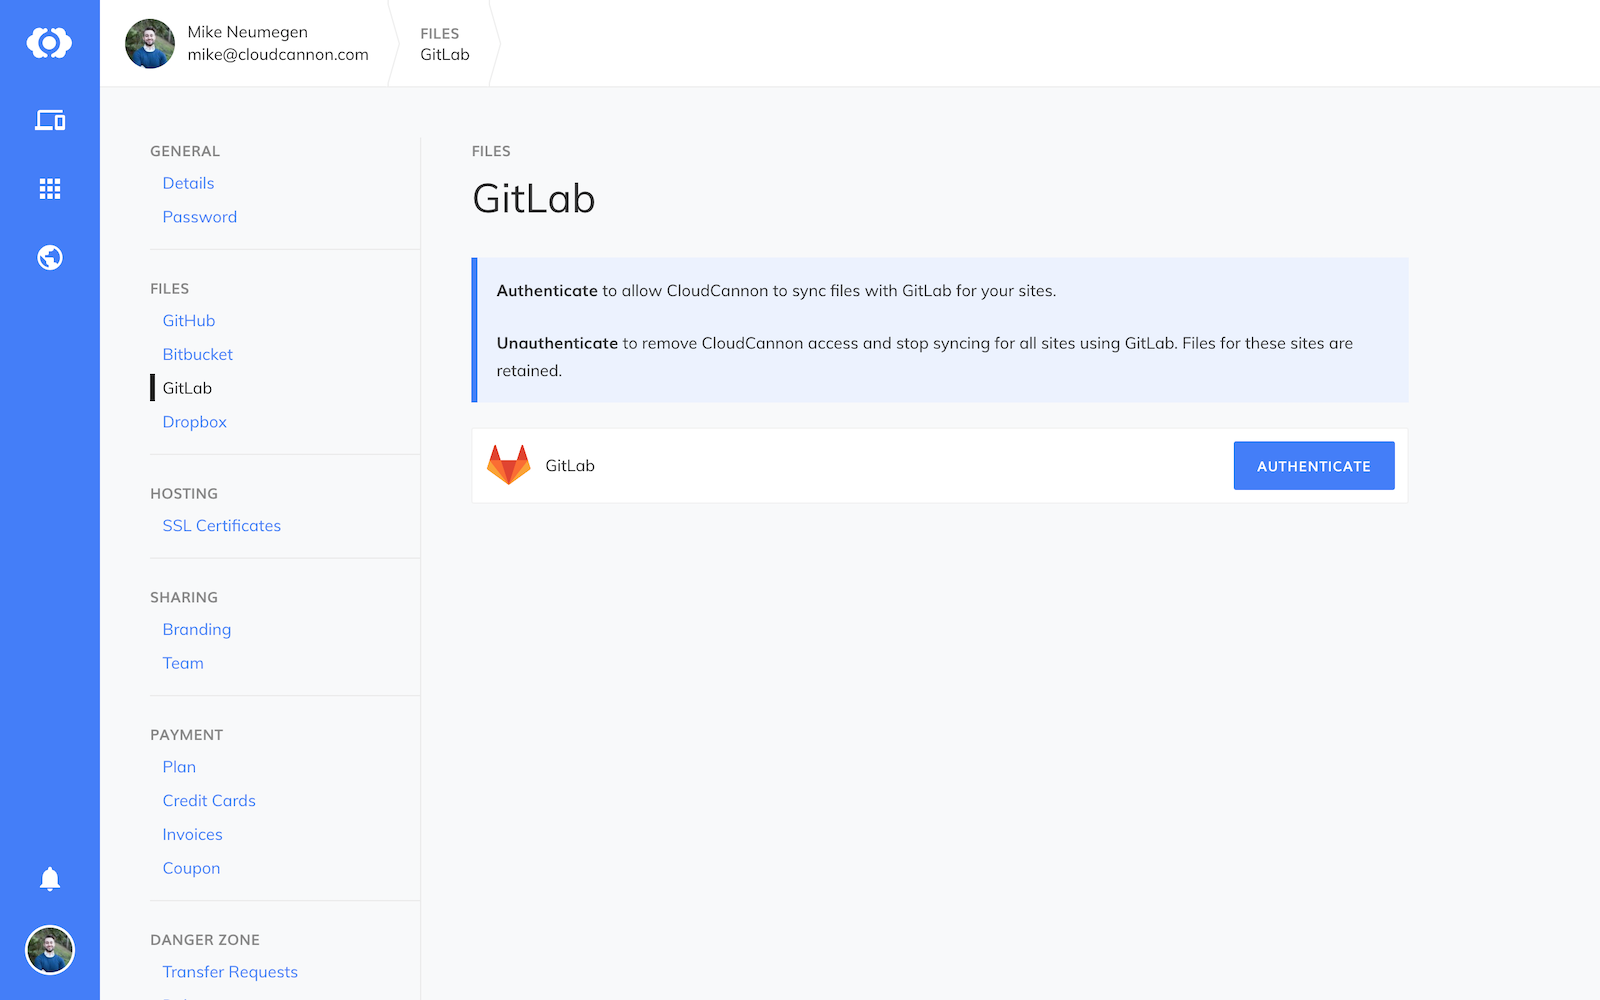 Mike Neumegen
mike@cloudcannon.com
FILES
GitLab
GENERAL
Details
Password
FILES
GitHub
Bitbucket
GitLab
Dropbox
HOSTING
SSL Certificates
SHARING
Branding
Team
PAYMENT
Plan
Credit Cards
Invoices
Coupon
DANGER ZONE
Transfer Requests
FILES
GitLab
Authenticate to allow CloudCannon to sync files with GitLab for your sites.
Unauthenticate to remove CloudCannon access and stop syncing for all sites using GitLab. Files for these sites are
retained.
GitLab
AUTHENTICATE